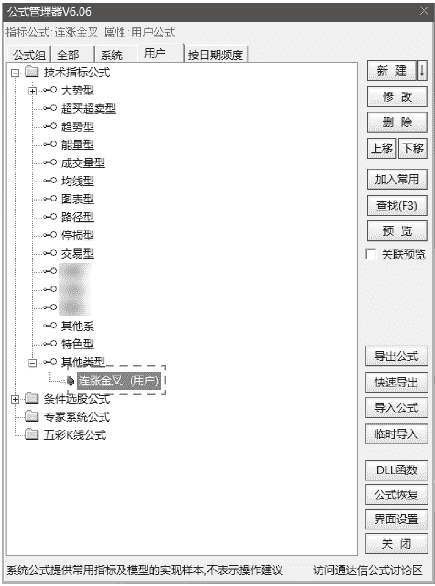 公式管理器V6.06
指标公式:连涨金叉 属性:用户公式
公式组 全部 系统 用户 按日期频度
技术指标公式
大势型
超买超卖型
趋势型
能量型
成交量型
均线型
图表型
路径型
停损型
交易型
其他系
特色型
其他类型
连涨金叉 (用户)
条件选股公式
专家系统公式
五彩K线公式
新 建 ↓
修 改
删 除
上移 下移
加入常用
查找(F3)
预 览
关联预览
导出公式
快速导出
导入公式
临时导入
DLL函数
公式恢复
界面设置
关 闭
系统公式提供常用指标及模型的实现样本,不表示操作建议 访问通达信公式讨论区